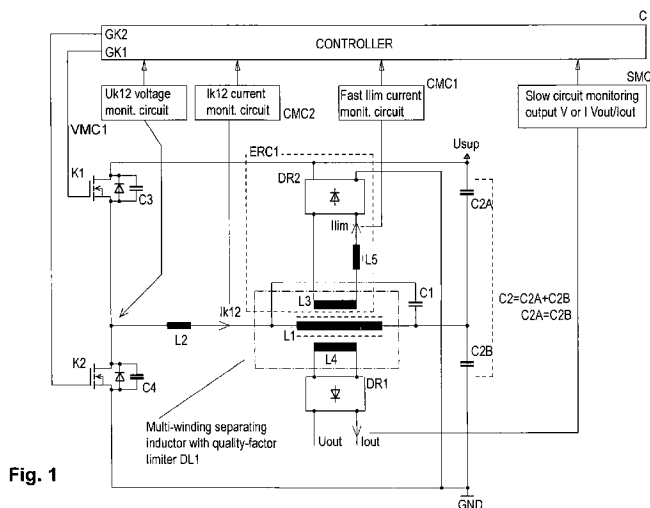 C
GK2
GK1
CONTROLLER
Uk12 voltage
monit. circuit
VMC1
Ik12 current
monit. circuit
CMC2
Fast Ilim current
monit. circuit
CMC1
SMC
Slow circuit monitoring
output V or I Vout/Iout
ERC1
Usup
K1
C3
DR2
C2A
Ilim
L5
C1
L3
Ik12
L1
L2
C2=C2A+C2B
C2A=C2B
L4
C2B
K2
C4
DR1
Multi-winding separating
inductor with quality-factor
limiter DL1
Uout
Iout
GND
Fig. 1